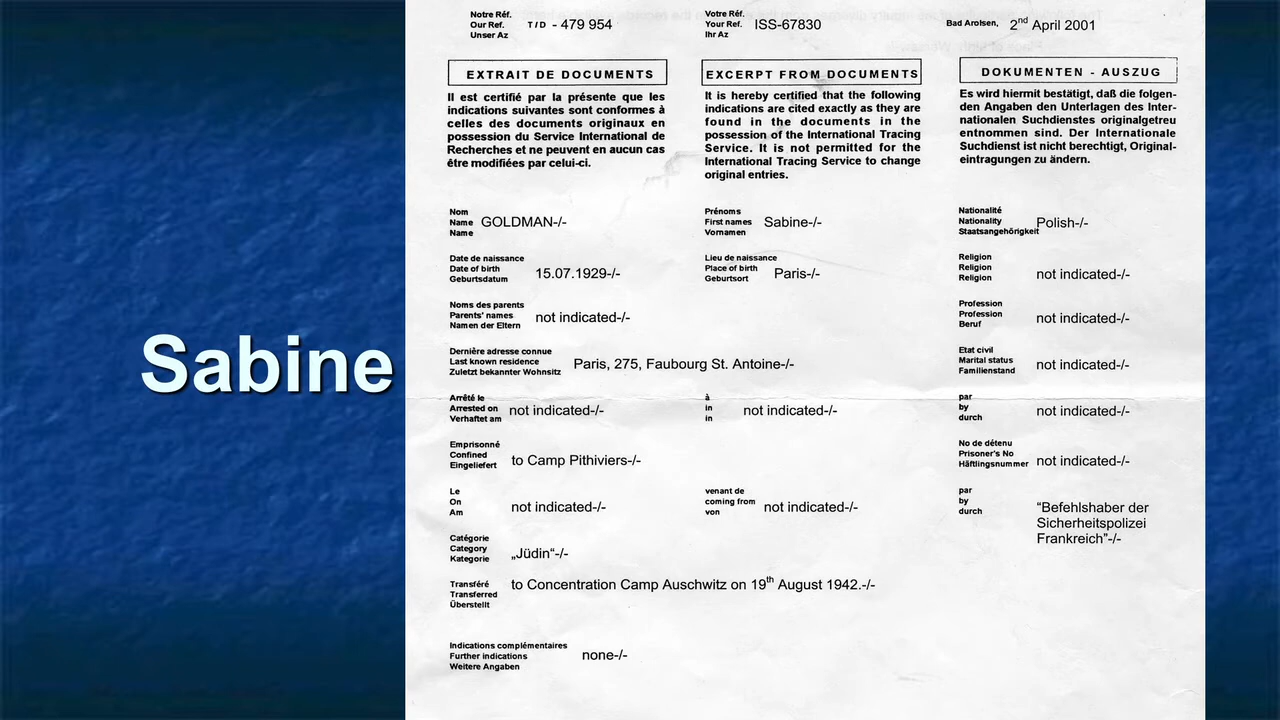 Sabine
Notre Réf.
Our Ref. T/D - 479 954
Unser Az
Votre Réf.
Your Ref. ISS-67830
Ihr Az
Bad Arolsen, 2nd April 2001
EXTRAIT DE DOCUMENTS
Il est certifié par la présente que les
indications suivantes sont conformes à
celles des documents originaux en
possession du Service International de
Recherches et ne peuvent en aucun cas
être modifiées par celui-ci.
EXCERPT FROM DOCUMENTS
It is hereby certified that the following
indications are cited exactly as they are
found in the documents in the
possession of the International Tracing
Service. It is not permitted for the
International Tracing Service to change
original entries.
DOKUMENTEN - AUSZUG
Es wird hiermit bestätigt, daß die folgen-
den Angaben den Unterlagen des Inter-
nationalen Suchdienstes originalgetreu
entnommen sind. Der Internationale
Suchdienst ist nicht berechtigt, Original-
eintragungen zu ändern.
Nom
Name GOLDMAN-/-
Name
Prénoms
First names Sabine-/-
Vornamen
Nationalité
Nationality Polish-/-
Staatsangehörigkeit
Date de naissance
Date of birth 15.07.1929-/-
Geburtsdatum
Lieu de naissance
Place of birth Paris-/-
Geburtsort
Religion
Religion not indicated-/-
Religion
Noms des parents
Parents' names not indicated-/-
Namen der Eltern
Profession
Profession not indicated-/-
Beruf
Dernière adresse connue
Last known residence Paris, 275, Faubourg St. Antoine-/-
Zuletzt bekannter Wohnsitz
Etat civil
Marital status not indicated-/-
Familienstand
Arrêté le
Arrested on not indicated-/-
Verhaftet am
à
in not indicated-/-
in
par
by not indicated-/-
durch
Emprisonné
Confined to Camp Pithiviers-/-
Eingeliefert
No de détenu
Prisoner's No not indicated-/-
Häftlingsnummer
Le
On not indicated-/-
Am
venant de
coming from not indicated-/-
von
par
by
durch
“Befehlshaber der
Sicherheitspolizei
Frankreich”-/-
Catégorie
Category „Jüdin“-/-
Kategorie
Transféré to Concentration Camp Auschwitz on 19th August 1942.-/-
Transferred
Überstellt
Indications complémentaires
Further indications none-/-
Weitere Angaben